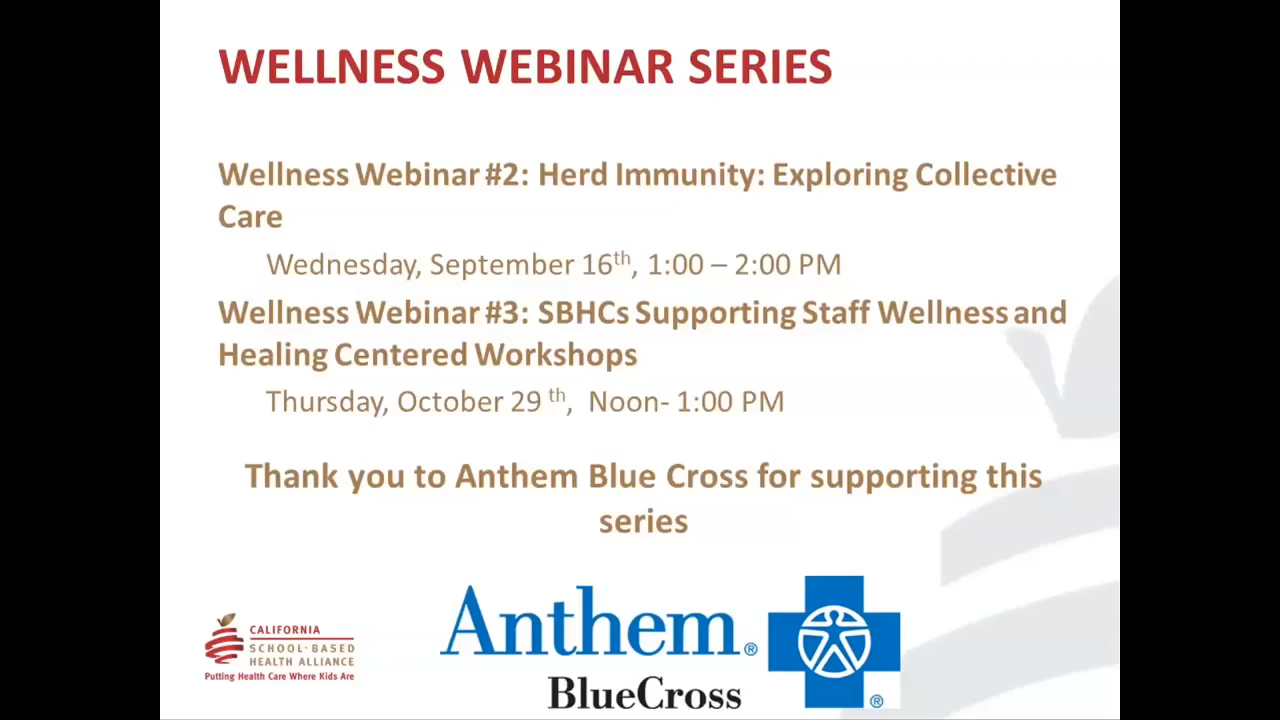 WELLNESS WEBINAR SERIES
Wellness Webinar #2: Herd Immunity: Exploring Collective
Care
Wednesday, September 16th, 1:00 – 2:00 PM
Wellness Webinar #3: SBHCs Supporting Staff Wellness and
Healing Centered Workshops
Thursday, October 29 th, Noon- 1:00 PM
Thank you to Anthem Blue Cross for supporting this
series
CALIFORNIA
SCHOOL-BASED
HEALTH ALLIANCE
Putting Health Care Where Kids Are
Anthem®
BlueCross
®